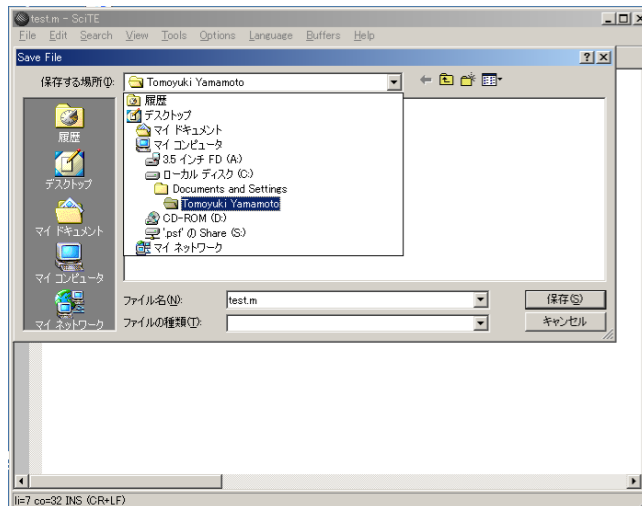 test.m - SciTE
File Edit Search View Tools Options Language Buffers Help
Save File
保存する場所(I):
Tomoyuki Yamamoto
履歴
デスクトップ
マイ ドキュメント
マイ コンピュータ
3.5 インチ FD (A:)
ローカル ディスク (C:)
Documents and Settings
Tomoyuki Yamamoto
CD-ROM (D:)
'.psf' の Share (S:)
マイ ネットワーク
履歴
デスクトップ
マイ ドキュメント
マイ コンピュータ
マイ ネットワーク
ファイル名(N): test.m 保存(S)
ファイルの種類(T): キャンセル
li=7 co=32 INS (CR+LF)